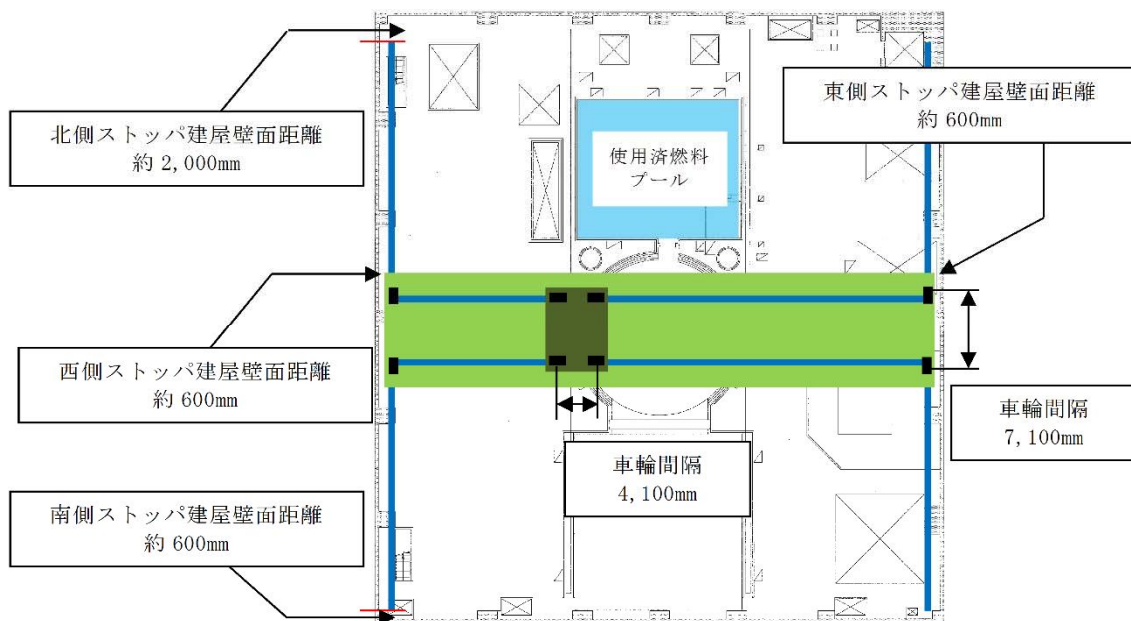 北側ストッパ建屋壁面距離
約 2,000mm
東側ストッパ建屋壁面距離
約 600mm
使用済燃料
プール
西側ストッパ建屋壁面距離
約 600mm
車輪間隔
7,100mm
車輪間隔
4,100mm
南側ストッパ建屋壁面距離
約 600mm